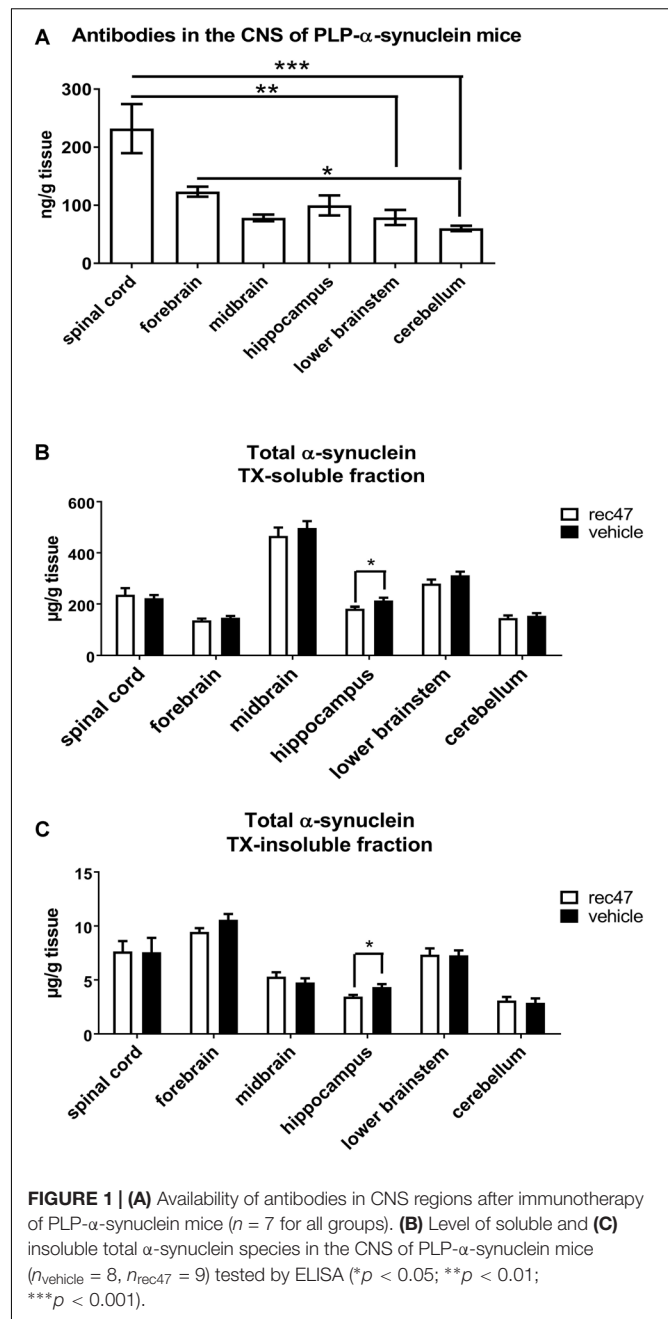 A Antibodies in the CNS of PLP-α-synuclein mice
***
**
*
ng/g tissue
300
200
100
0
spinal cord
forebrain
midbrain
hippocampus
lower brainstem
cerebellum
B
Total α-synuclein
TX-soluble fraction
µg/g tissue
600
400
200
0
rec47
vehicle
*
spinal cord
forebrain
midbrain
hippocampus
lower brainstem
cerebellum
C
Total α-synuclein
TX-insoluble fraction
µg/g tissue
15
10
5
0
rec47
vehicle
*
spinal cord
forebrain
midbrain
hippocampus
lower brainstem
cerebellum
FIGURE 1 | (A) Availability of antibodies in CNS regions after immunotherapy
of PLP-α-synuclein mice (n = 7 for all groups). (B) Level of soluble and (C)
insoluble total α-synuclein species in the CNS of PLP-α-synuclein mice
(nvehicle = 8, nrec47 = 9) tested by ELISA (*p < 0.05; **p < 0.01;
***p < 0.001).